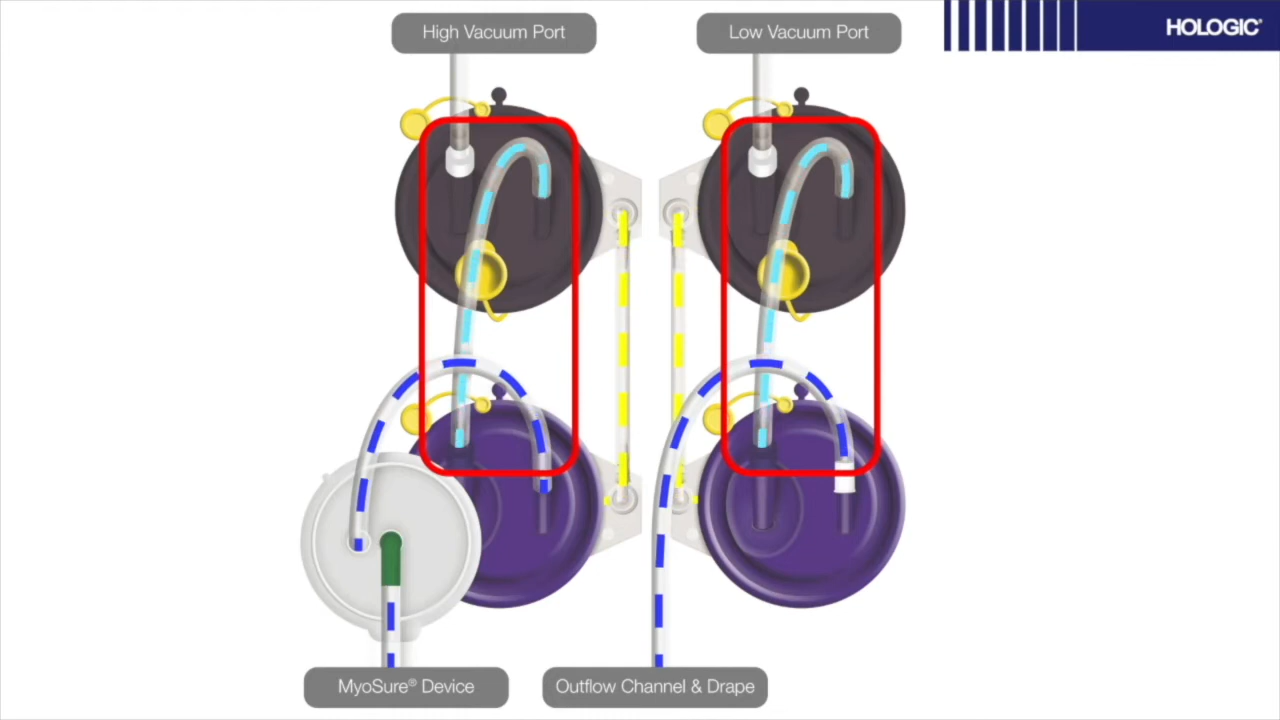 High Vacuum Port
Low Vacuum Port
HOLOGIC®
MyoSure® Device
Outflow Channel & Drape